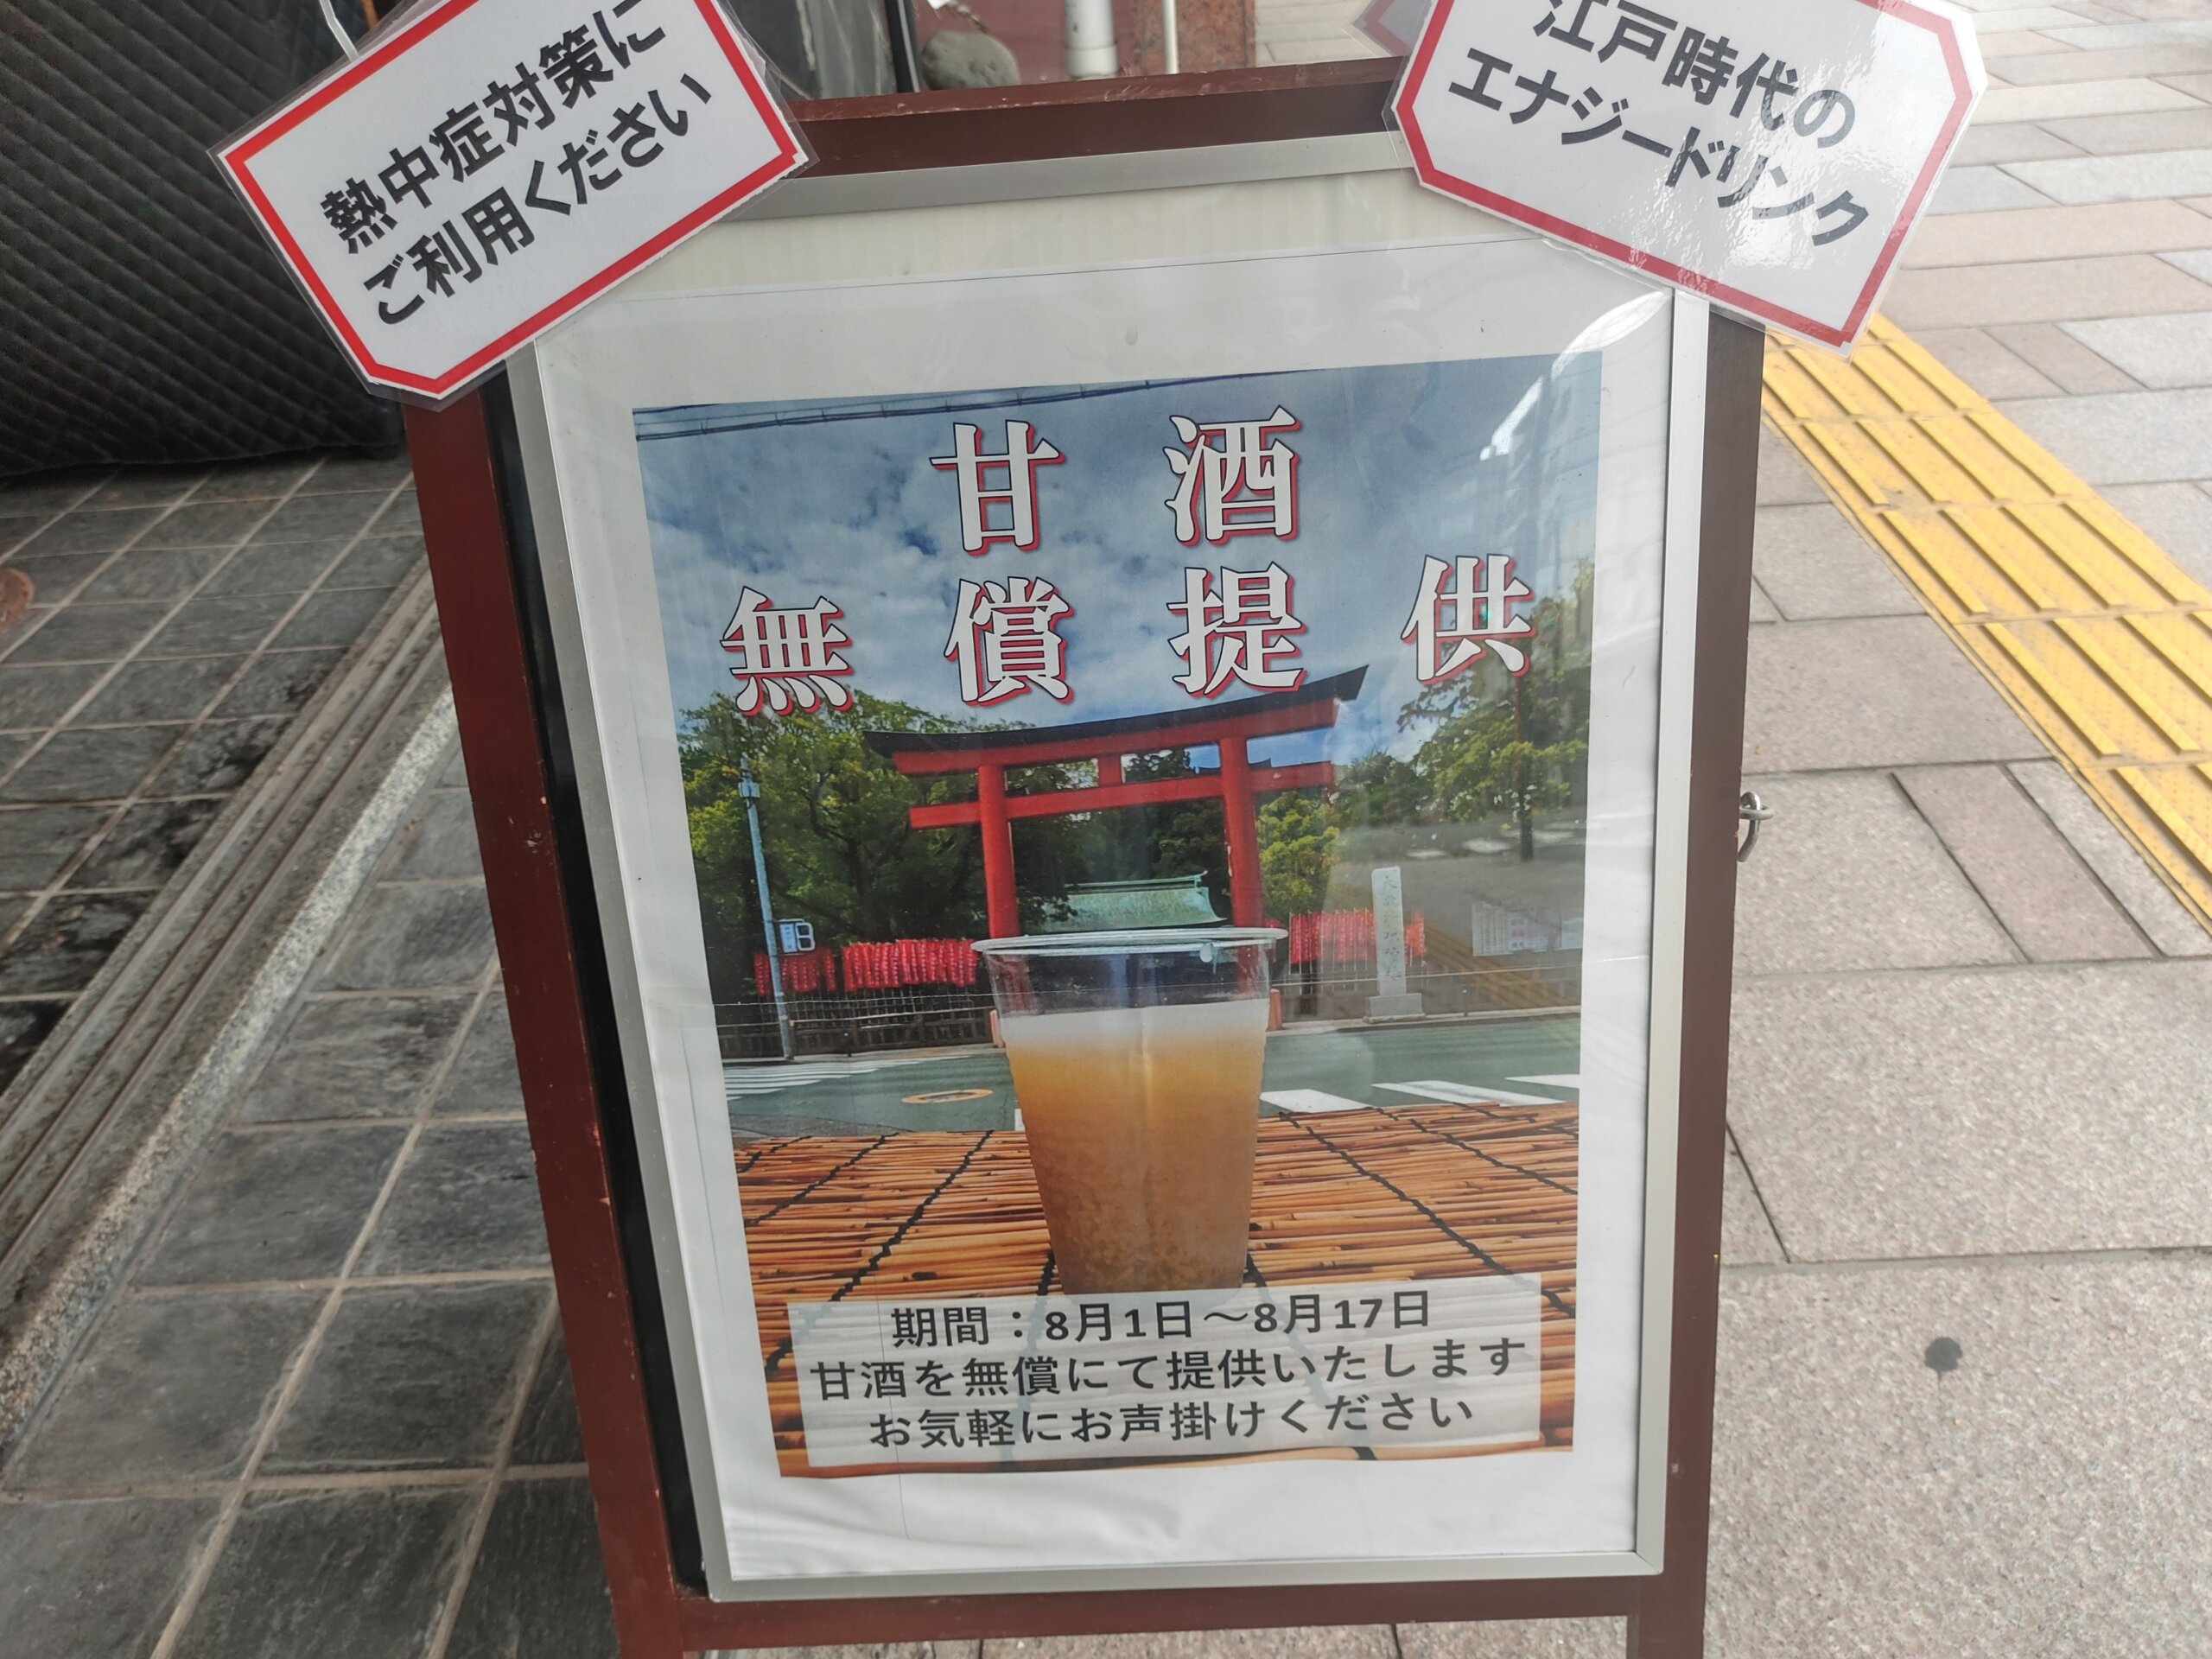 熱中症対策に
ご利用ください
江戸時代の
エナジードリンク
甘酒
無償提供
期間：8月1日～8月17日
甘酒を無償にて提供いたします
お気軽にお声掛けください